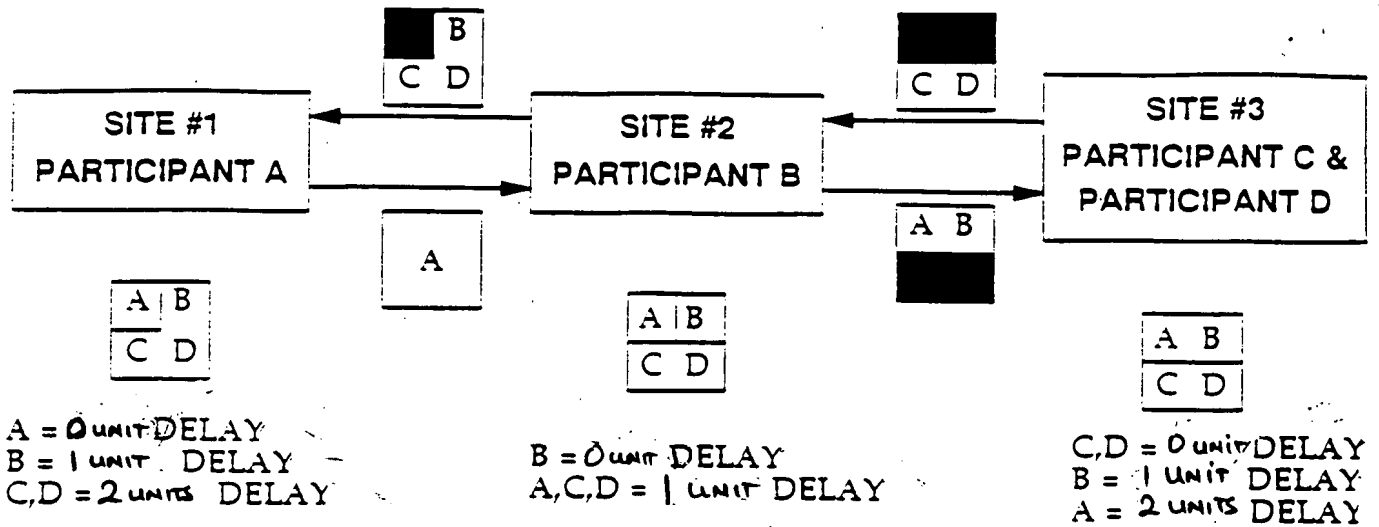 B
C D
C D
SITE #1
PARTICIPANT A
SITE #2
PARTICIPANT B
SITE #3
PARTICIPANT C &
PARTICIPANT D
A
A B
A B
C D
A B
C D
A B
C D
A = 0 UNIT DELAY
B = 1 UNIT DELAY
C,D = 2 UNITS DELAY
B = 0 UNIT DELAY
A,C,D = 1 UNIT DELAY
C,D = 0 UNIT DELAY
B = 1 UNIT DELAY
A = 2 UNITS DELAY